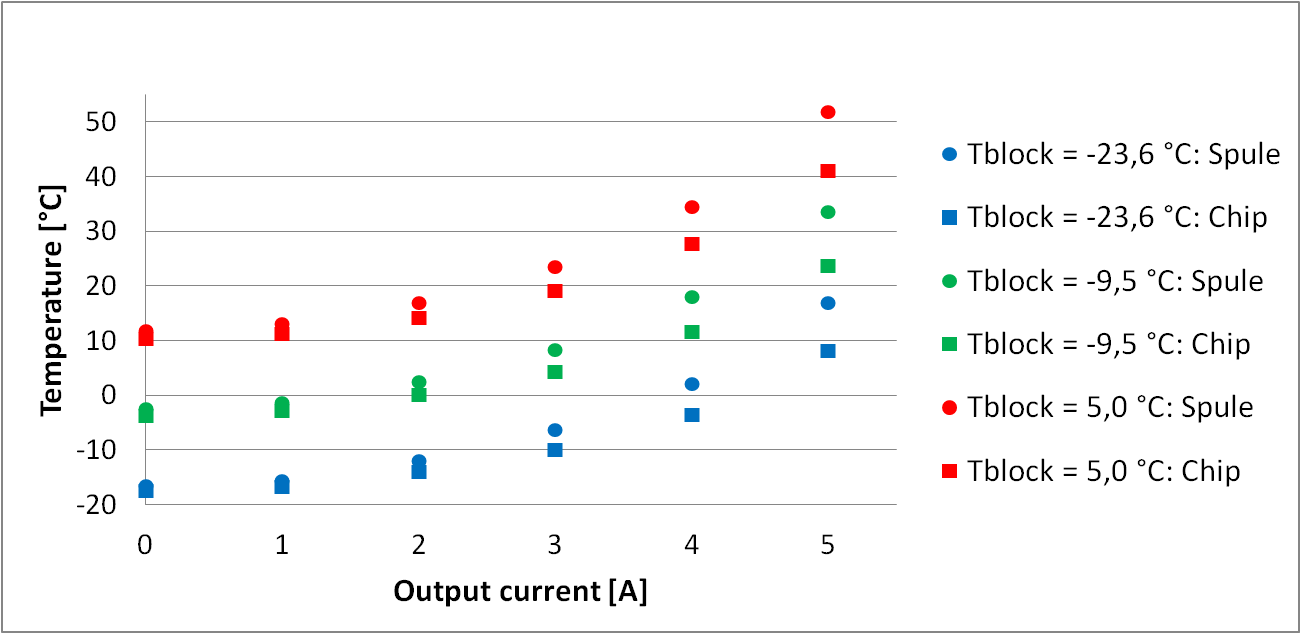 50
40
30
20
10
0
-10
-20
Temperature [°C]
0 1 2 3 4 5
Output current [A]
Tblock = -23,6 °C: Spule
Tblock = -23,6 °C: Chip
Tblock = -9,5 °C: Spule
Tblock = -9,5 °C: Chip
Tblock = 5,0 °C: Spule
Tblock = 5,0 °C: Chip